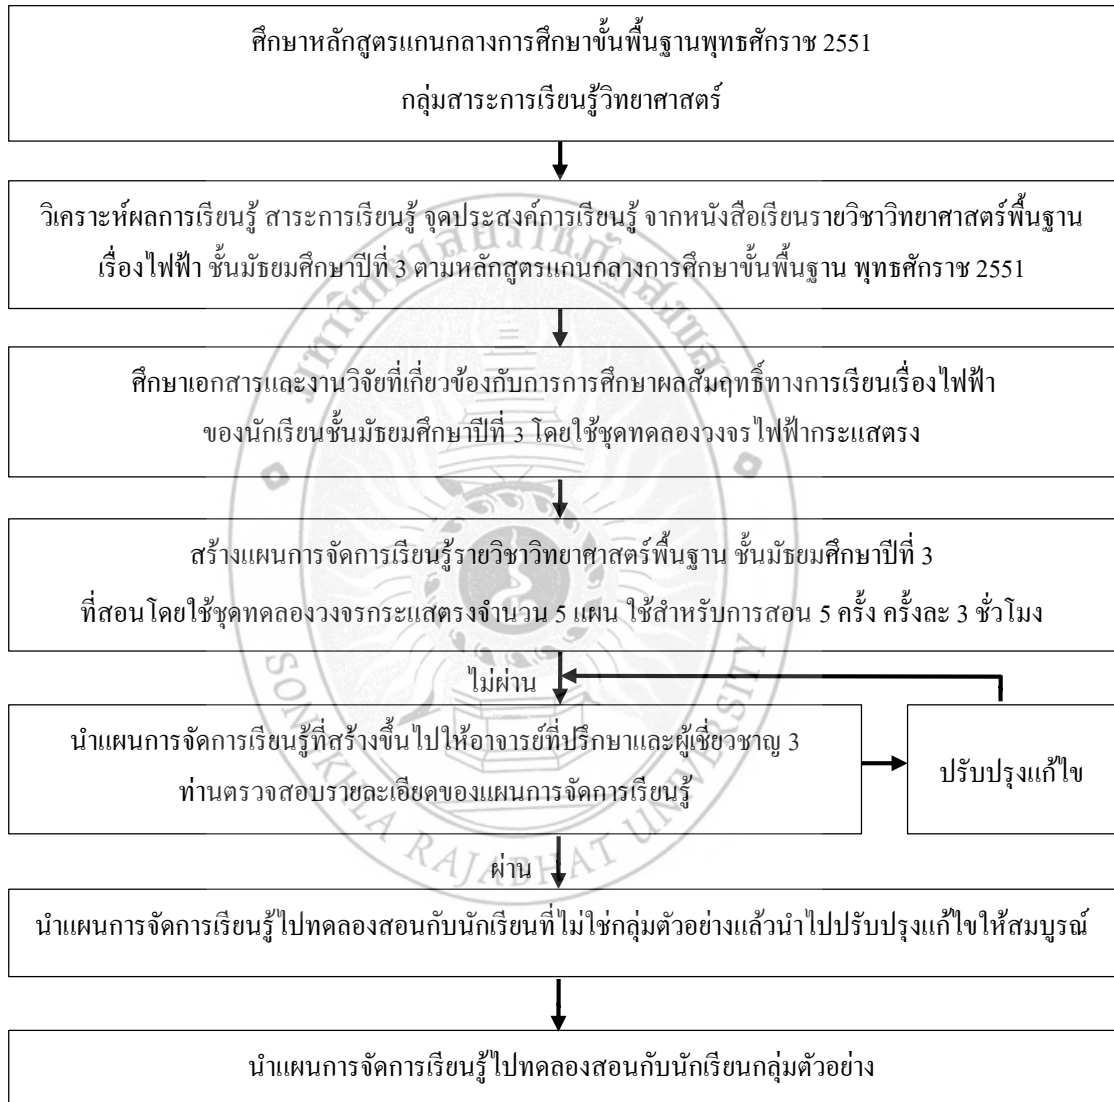 ศึกษาหลักสูตรแกนกลางการศึกษาขั้นพื้นฐานพุทธศักราช 2551
กลุ่มสาระการเรียนรู้วิทยาศาสตร์
วิเคราะห์ผลการเรียนรู้ สาระการเรียนรู้ จุดประสงค์การเรียนรู้ จากหนังสือเรียนรายวิชาวิทยาศาสตร์พื้นฐาน
เรื่องไฟฟ้า ชั้นมัธยมศึกษาปีที่ 3 ตามหลักสูตรแกนกลางการศึกษาขั้นพื้นฐาน พุทธศักราช 2551
ศึกษาเอกสารและงานวิจัยที่เกี่ยวข้องกับการการศึกษาผลสัมฤทธิ์ทางการเรียนเรื่องไฟฟ้า
ของนักเรียนชั้นมัธยมศึกษาปีที่ 3 โดยใช้ชุดทดลองวงจรไฟฟ้ากระแสตรง
สร้างแผนการจัดการเรียนรู้รายวิชาวิทยาศาสตร์พื้นฐาน ชั้นมัธยมศึกษาปีที่ 3
ที่สอนโดยใช้ชุดทดลองวงจรกระแสตรงจำนวน 5 แผน ใช้สำหรับการสอน 5 ครั้ง ครั้งละ 3 ชั่วโมง
ไม่ผ่าน
นำแผนการจัดการเรียนรู้ที่สร้างขึ้นไปให้อาจารย์ที่ปรึกษาและผู้เชี่ยวชาญ 3
ท่านตรวจสอบรายละเอียดของแผนการจัดการเรียนรู้
ปรับปรุงแก้ไข
ผ่าน
นำแผนการจัดการเรียนรู้ไปทดลองสอนกับนักเรียนที่ไม่ใช่กลุ่มตัวอย่างแล้วนำไปปรับปรุงแก้ไขให้สมบูรณ์
นำแผนการจัดการเรียนรู้ไปทดลองสอนกับนักเรียนกลุ่มตัวอย่าง
มหาวิทยาลัยราชภัฏสงขลา
SONGKHLA RAJABHAT UNIVERSITY